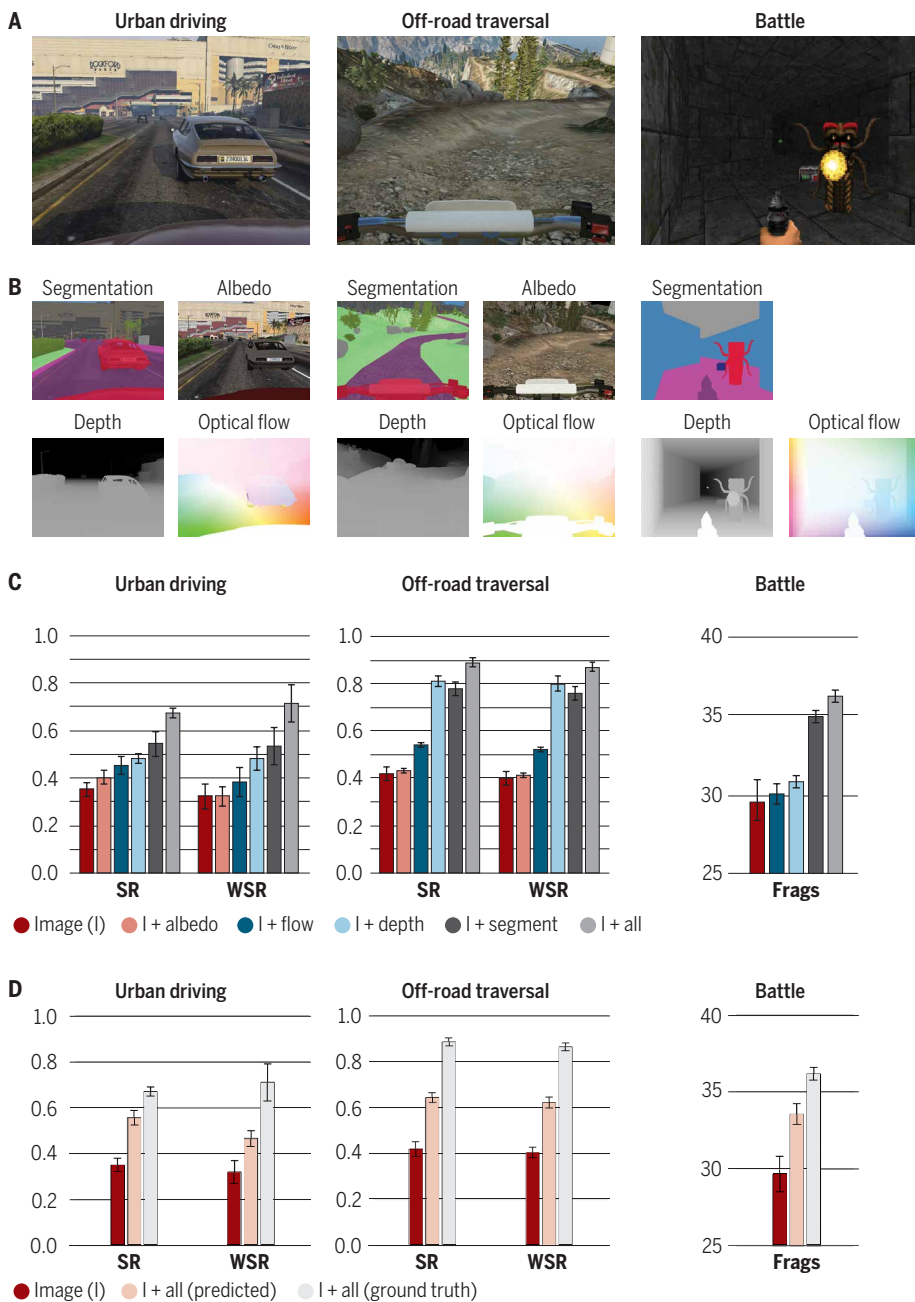 A
Urban driving
Off-road traversal
Battle
ROCKFORD
PLAZA
B
Segmentation
Albedo
Segmentation
Albedo
Segmentation
Depth
Optical flow
Depth
Optical flow
Depth
Optical flow
C
Urban driving
Off-road traversal
Battle
1.0
0.8
0.6
0.4
0.2
0.0
SR
WSR
1.0
0.8
0.6
0.4
0.2
0.0
SR
WSR
40
35
30
25
Frags
Image (I)
I + albedo
I + flow
I + depth
I + segment
I + all
D
Urban driving
Off-road traversal
Battle
1.0
0.8
0.6
0.4
0.2
0.0
SR
WSR
1.0
0.8
0.6
0.4
0.2
0.0
SR
WSR
40
35
30
25
Frags
Image (I)
I + all (predicted)
I + all (ground truth)